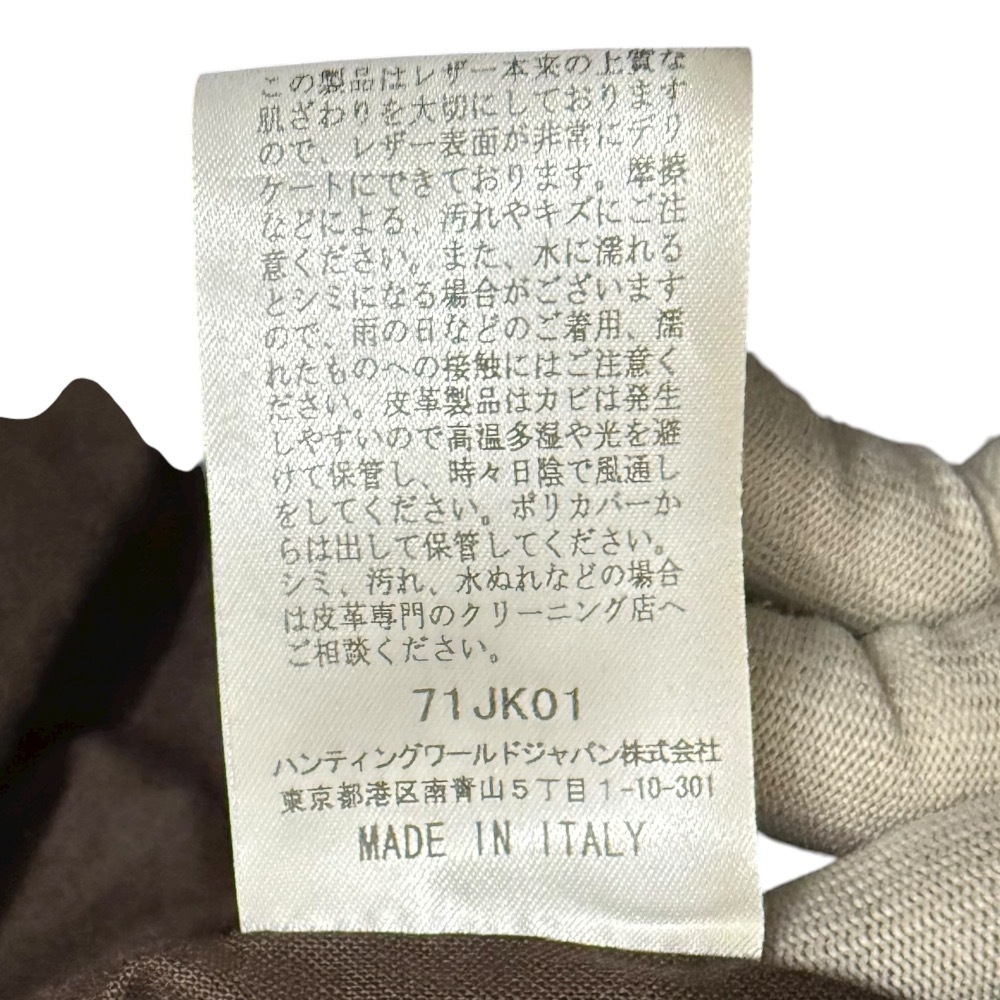 この製品はレザー本来の上質な
肌ざわりを大切にしております
ので、レザー表面が非常にデリ
ケートにできております。摩擦
などによる、汚れやキズにご注
意ください。また、水に濡れる
とシミになる場合がございます
ので、雨の日などのご着用、濡
れたものへの接触にはご注意く
ださい。皮革製品はカビは発生
しやすいので高温多湿や光を避
けて保管し、時々日陰で風通し
をしてください。ポリカバーか
らは出して保管してください。
シミ、汚れ、水ぬれなどの場合
は皮革専門のクリーニング店へ
ご相談ください。
71JK01
ハンティングワールドジャパン株式会社
東京都港区南青山5丁目1-10-301
MADE IN ITALY